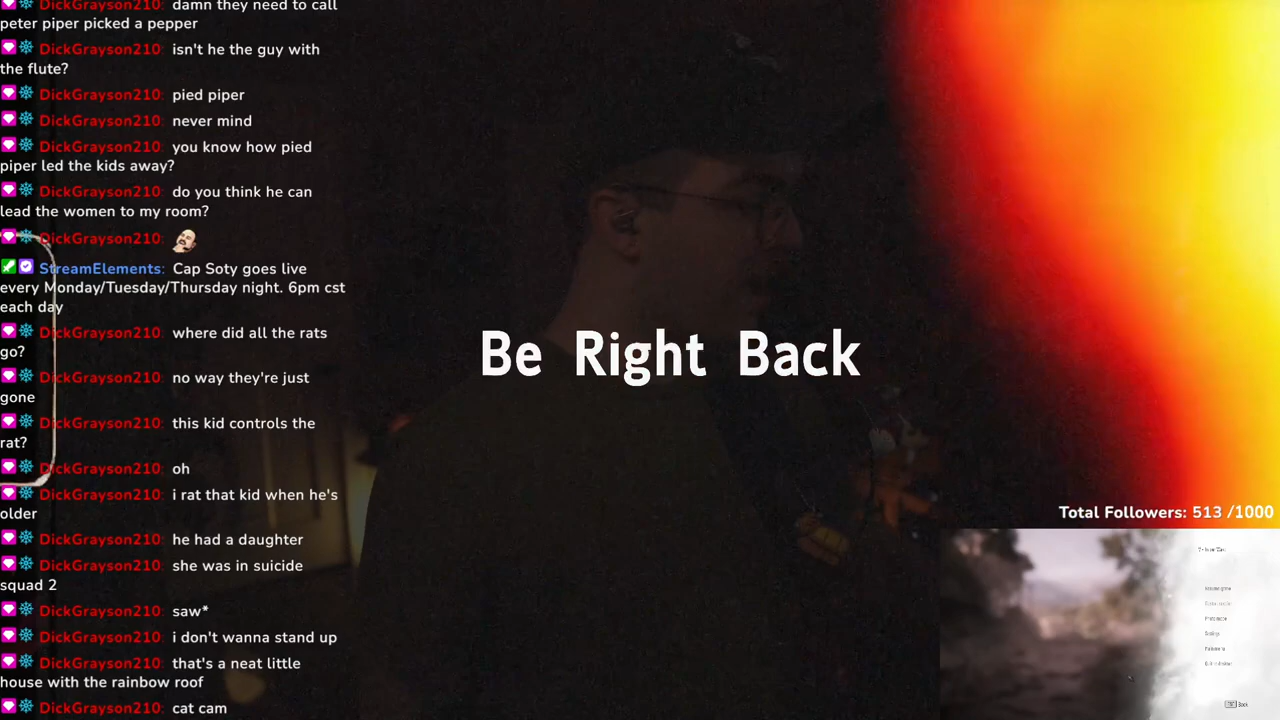 DickGrayson210: damn they need to call
peter piper picked a pepper
DickGrayson210: isn't he the guy with
the flute?
DickGrayson210: pied piper
DickGrayson210: never mind
DickGrayson210: you know how pied
piper led the kids away?
DickGrayson210: do you think he can
lead the women to my room?
DickGrayson210:
StreamElements: Cap Soty goes live
every Monday/Tuesday/Thursday night. 6pm cst
each day
DickGrayson210: where did all the rats
go?
DickGrayson210: no way they're just
gone
DickGrayson210: this kid controls the
rat?
DickGrayson210: oh
DickGrayson210: i rat that kid when he's
older
DickGrayson210: he had a daughter
DickGrayson210: she was in suicide
squad 2
DickGrayson210: saw*
DickGrayson210: i don't wanna stand up
DickGrayson210: that's a neat little
house with the rainbow roof
DickGrayson210: cat cam
Be Right Back
Total Followers: 513 /1000
Settings
Back